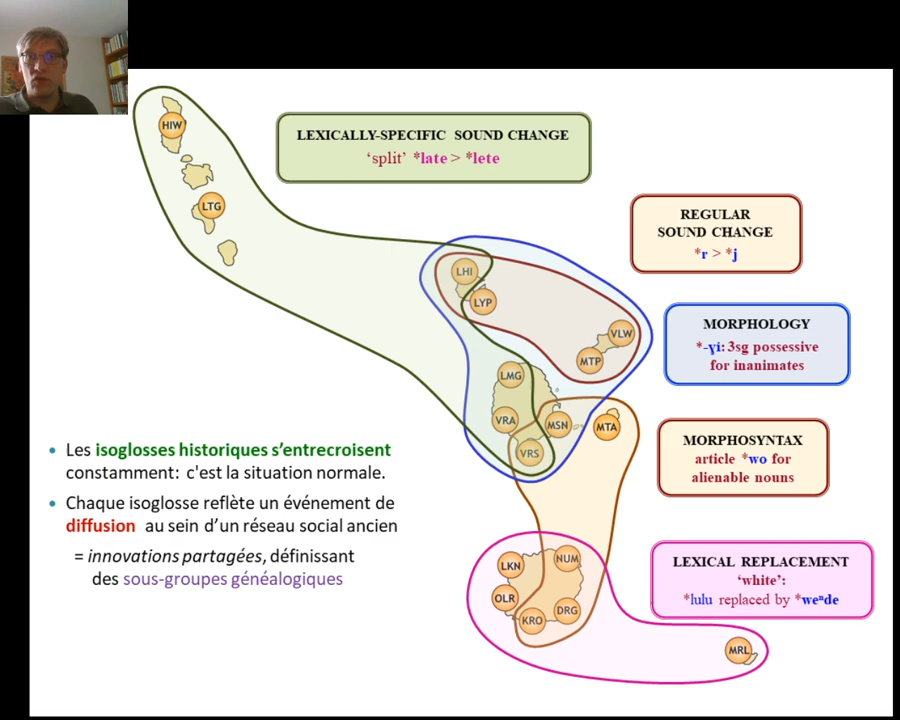 LEXICALLY-SPECIFIC SOUND CHANGE
‘split’ *late > *lete
REGULAR
SOUND CHANGE
*r > *j
MORPHOLOGY
*-ɣi: 3sg possessive
for inanimates
MORPHOSYNTAX
article *wo for
alienable nouns
LEXICAL REPLACEMENT
‘white’:
*lulu replaced by *weⁿde
HIW
LTG
LHI
LYP
VLW
MTP
LMG
VRA
MSN
MTA
VRS
LKN
NUM
OLR
KRO
DRG
MRL
• Les isoglosses historiques s’entrecroisent
constamment: c'est la situation normale.
• Chaque isoglosse reflète un événement de
diffusion au sein d’un réseau social ancien
= innovations partagées, définissant
des sous-groupes généalogiques